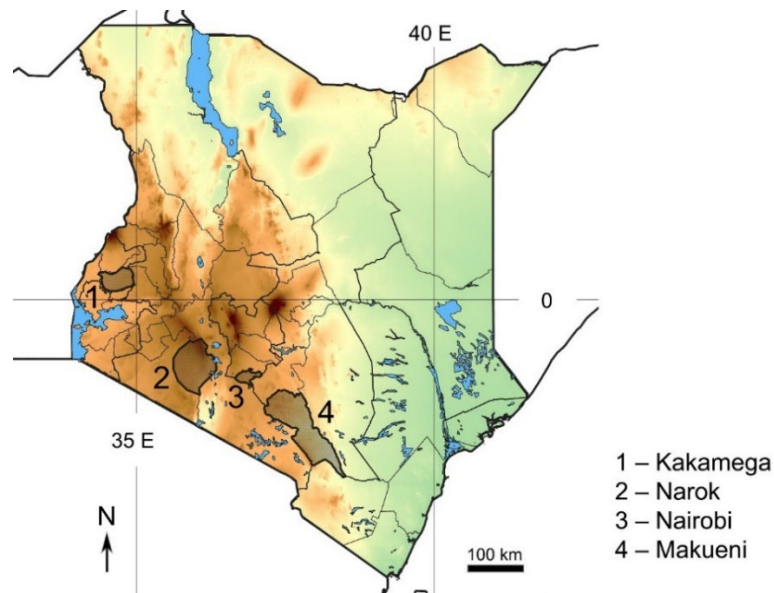 40 E
1
0
2
3
4
35 E
N
100 km
1 – Kakamega
2 – Narok
3 – Nairobi
4 – Makueni